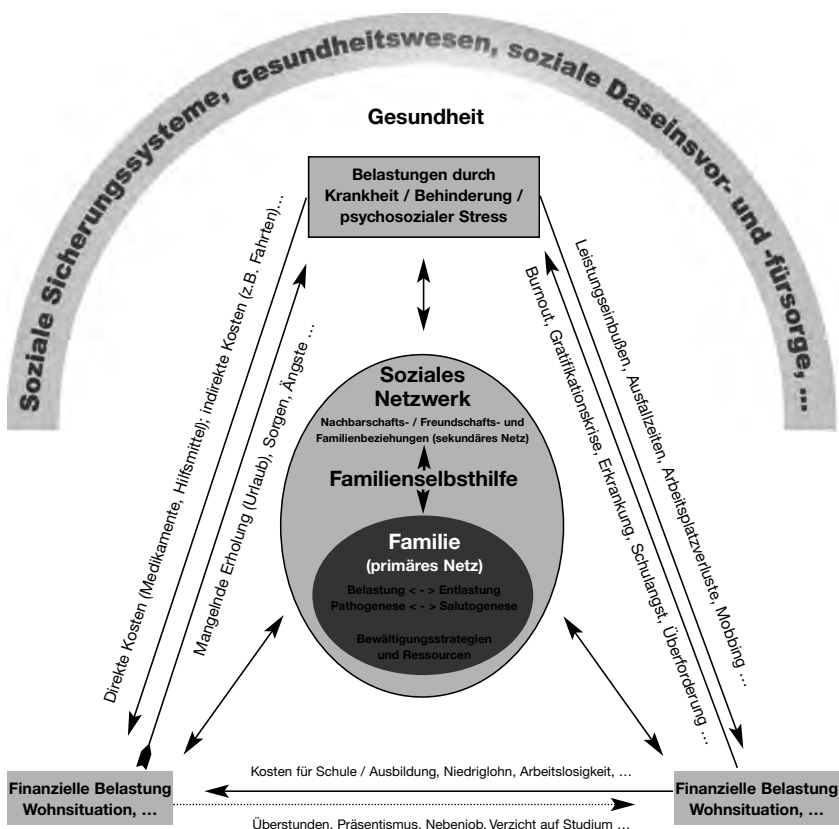 Soziale Sicherungssysteme, Gesundheitswesen, soziale Daseinsvor- und -fürsorge, ...
Gesundheit
Belastungen durch
Krankheit / Behinderung /
psychosozialer Stress
Direkte Kosten (Medikamente, Hilfsmittel); indirekte Kosten (z.B. Fahrten)...
Mangelnde Erholung (Urlaub), Sorgen, Ängste ...
Leistungseinbußen, Ausfallzeiten, Arbeitsplatzverluste, Mobbing ...
Burnout, Gratifikationskrise, Erkrankung, Schulangst, Überforderung ...
Soziales
Netzwerk
Nachbarschafts- / Freundschafts- und
Familienbeziehungen (sekundäres Netz)
Familienselbsthilfe
Familie
(primäres Netz)
Belastung < - > Entlastung
Pathogenese < - > Salutogenese
Bewältigungsstrategien
und Ressourcen
Finanzielle Belastung
Wohnsituation, ...
Kosten für Schule / Ausbildung, Niedriglohn, Arbeitslosigkeit, ...
Überstunden, Präsentismus, Nebenjob, Verzicht auf Studium ...
Finanzielle Belastung
Wohnsituation, ...